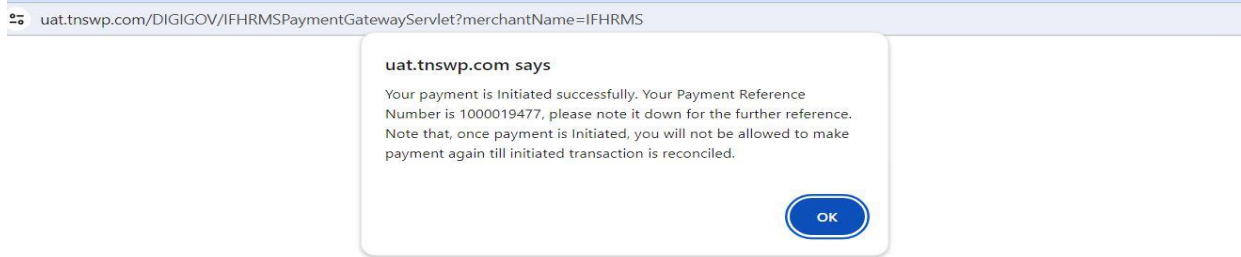 uat.tnswp.com/DIGIGOV/IFHRMSPaymentGatewayServlet?merchantName=IFHRMS
uat.tnswp.com says
Your payment is Initiated successfully. Your Payment Reference
Number is 1000019477, please note it down for the further reference.
Note that, once payment is Initiated, you will not be allowed to make
payment again till initiated transaction is reconciled.
OK